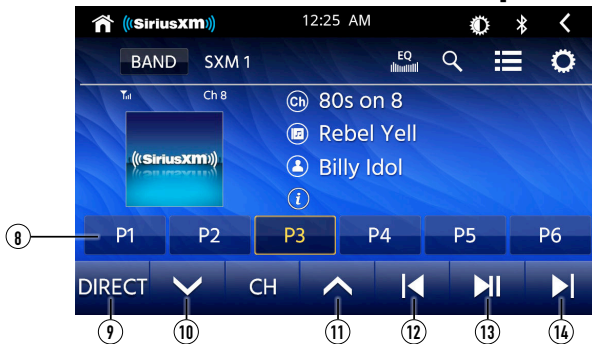 ((SiriusXM)) 12:25 AM
BAND SXM 1 EQ
Ch 8
Ch 80s on 8
Rebel Yell
((SiriusXM))
Billy Idol
i
8 P1 P2 P3 P4 P5 P6
DIRECT CH
9 10 11 12 13 14